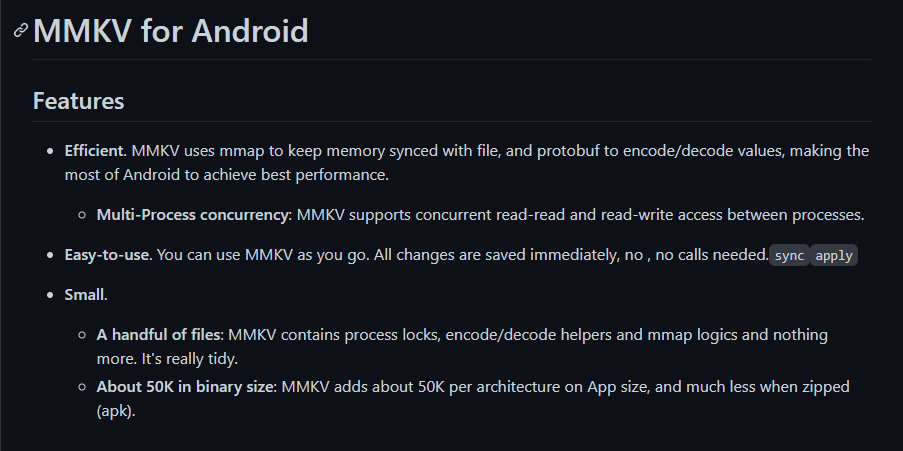 MMKV for Android
Features
Efficient. MMKV uses mmap to keep memory synced with file, and protobuf to encode/decode values, making the
most of Android to achieve best performance.
Multi-Process concurrency: MMKV supports concurrent read-read and read-write access between processes.
Easy-to-use. You can use MMKV as you go. All changes are saved immediately, no , no calls needed. sync apply
Small.
A handful of files: MMKV contains process locks, encode/decode helpers and mmap logics and nothing
more. It's really tidy.
About 50K in binary size: MMKV adds about 50K per architecture on App size, and much less when zipped
(apk).